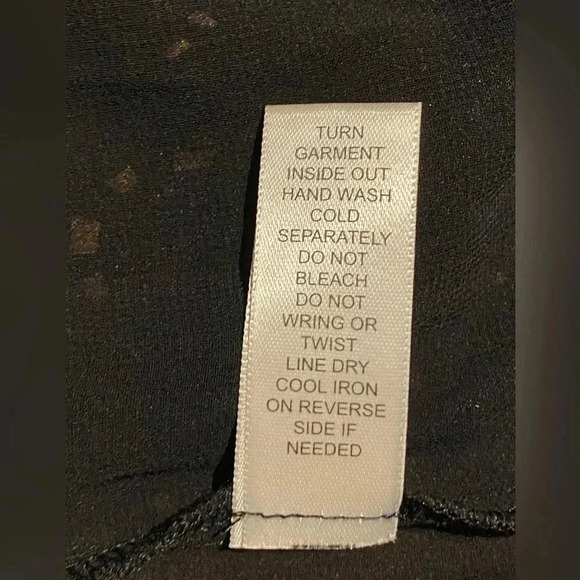 TURN
GARMENT
INSIDE OUT
HAND WASH
COLD
SEPARATELY
DO NOT
BLEACH
DO NOT
WRING OR
TWIST
LINE DRY
COOL IRON
ON REVERSE
SIDE IF
NEEDED